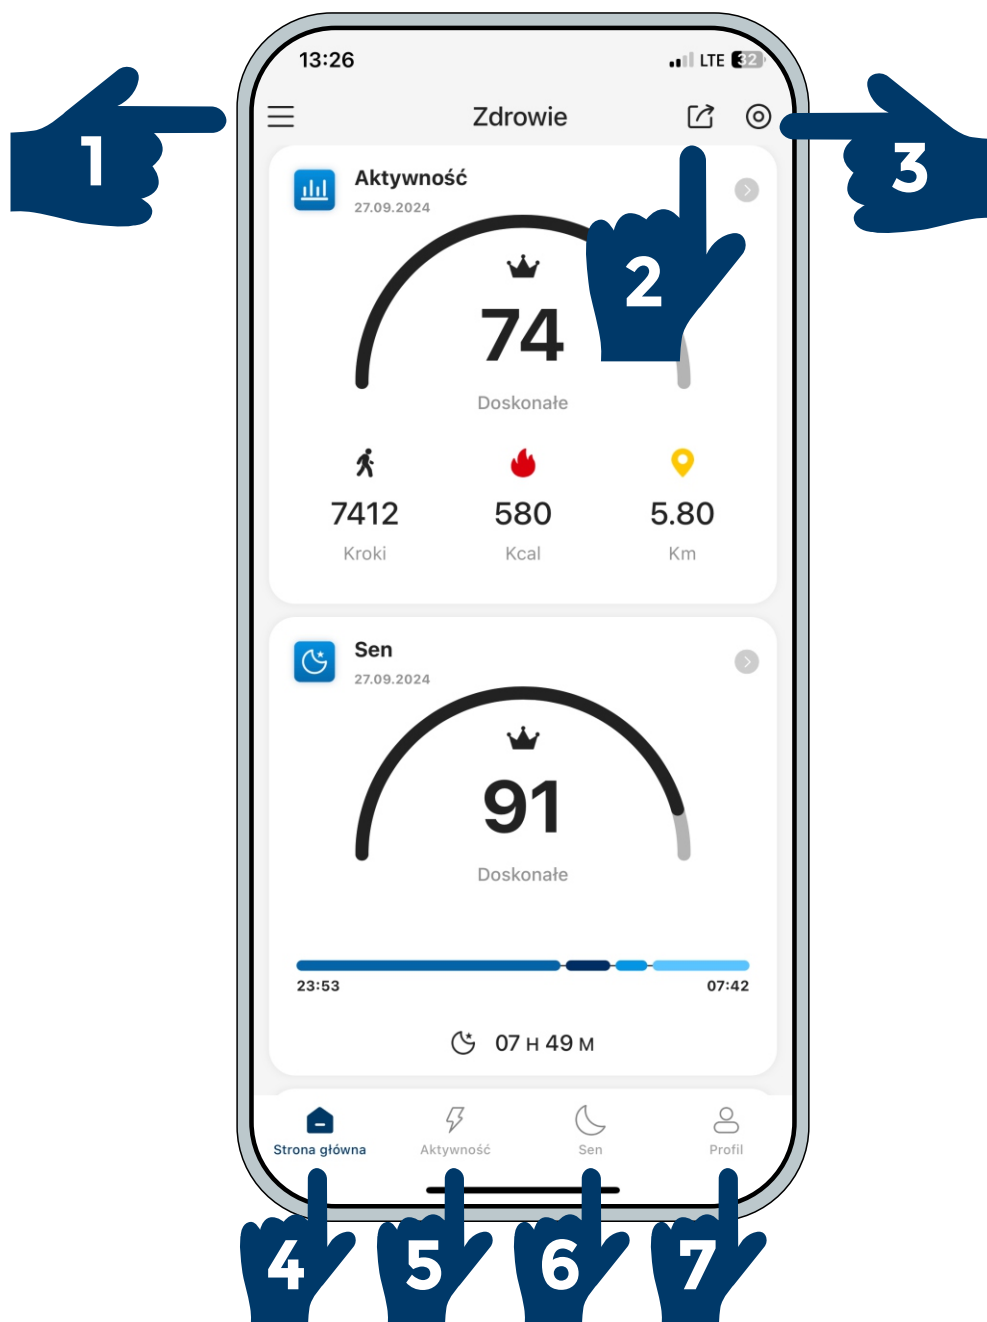 13:26 LTE 32
Zdrowie
1
3
Aktywność
27.09.2024
2
74
Doskonałe
7412 580 5.80
Kroki Kcal Km
Sen
27.09.2024
91
Doskonałe
23:53 07:42
07 H 49 M
Strona główna Aktywność Sen Profil
4 5 6 7